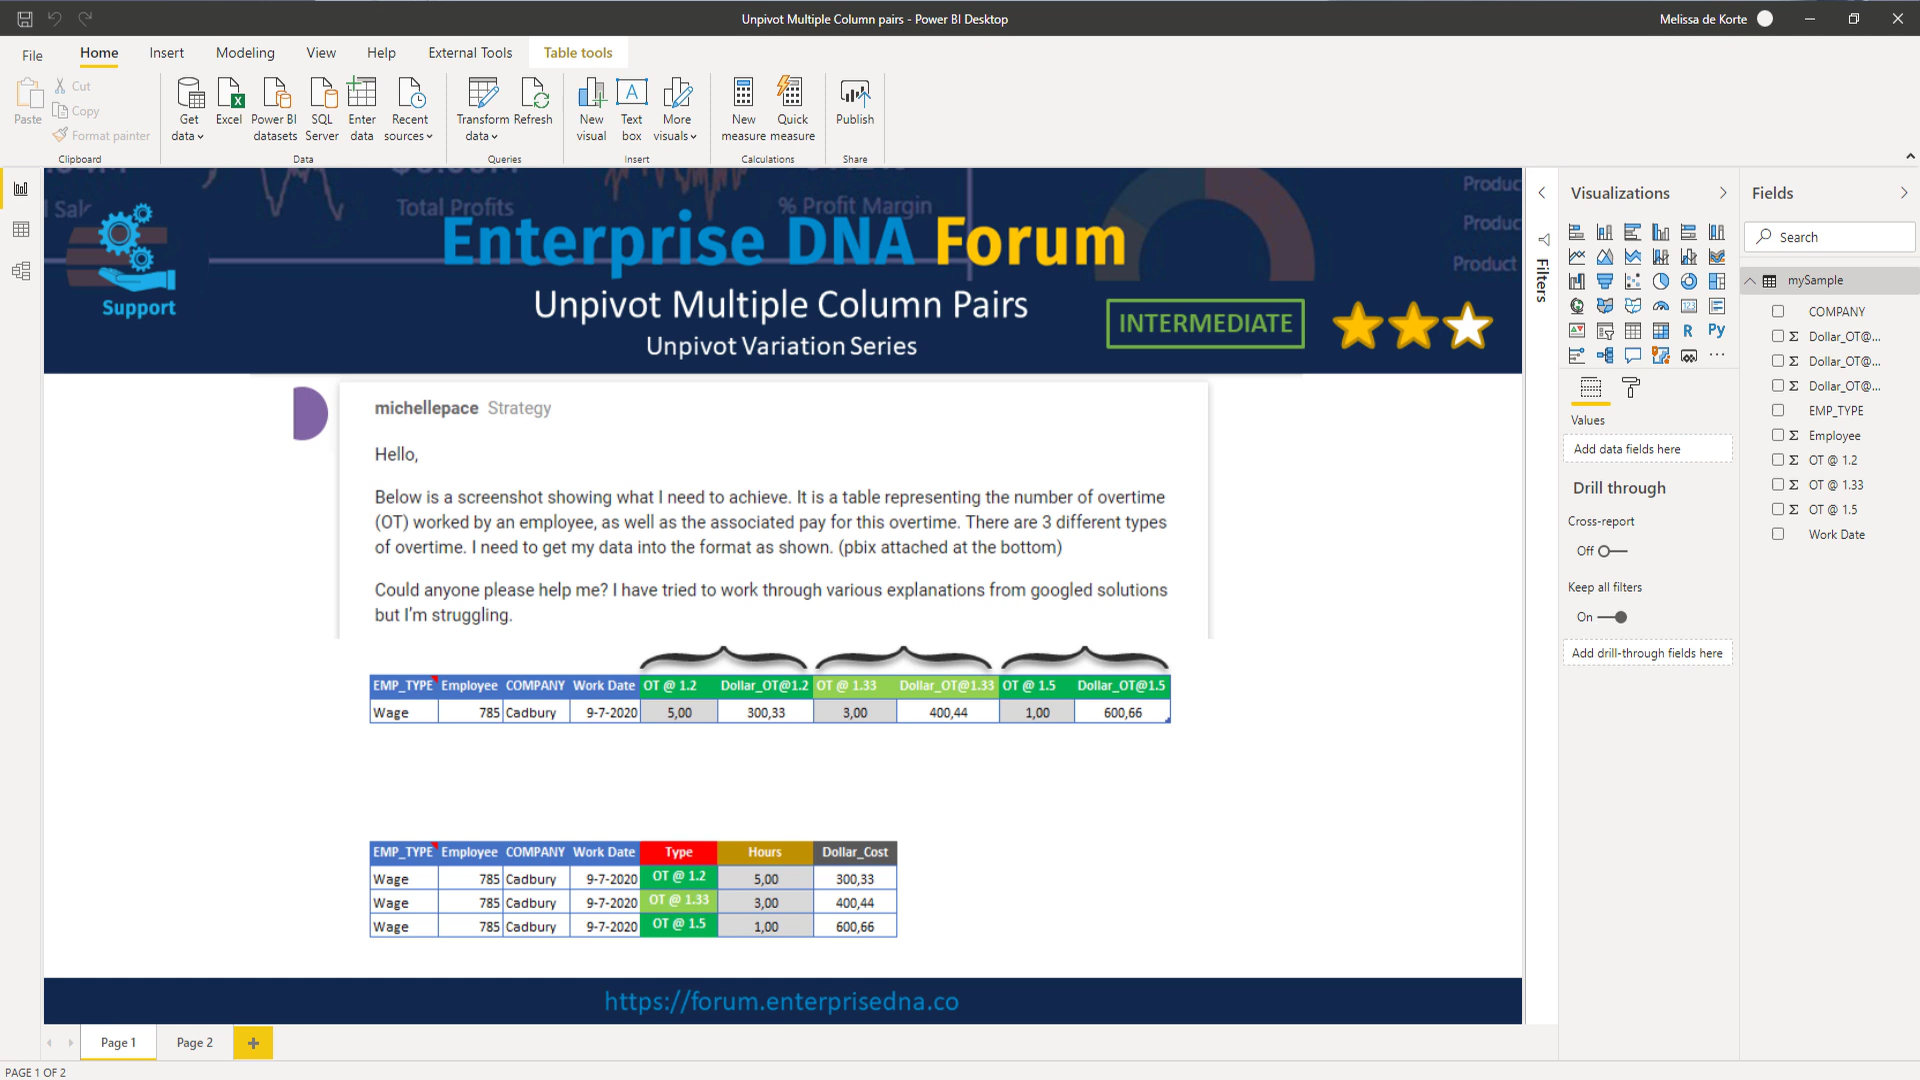 Unpivot Multiple Column pairs - Power BI Desktop
Melissa de Korte
File Home Insert Modeling View Help External Tools Table tools
Paste
Cut
Copy
Format painter
Clipboard
Get data
Excel
Power BI datasets
SQL Server
Enter data
Recent sources
Data
Transform data
Refresh
Queries
New visual
Text box
More visuals
Insert
New measure
Quick measure
Calculations
Publish
Share
Total Profits
% Profit Margin
Product
Support
Enterprise DNA Forum
Unpivot Multiple Column Pairs
Unpivot Variation Series
INTERMEDIATE
michellepace Strategy
Hello,
Below is a screenshot showing what I need to achieve. It is a table representing the number of overtime
(OT) worked by an employee, as well as the associated pay for this overtime. There are 3 different types
of overtime. I need to get my data into the format as shown. (pbix attached at the bottom)
Could anyone please help me? I have tried to work through various explanations from googled solutions
but I'm struggling.
EMP_TYPE Employee COMPANY Work Date OT @ 1.2 Dollar_OT@1.2 OT @ 1.33 Dollar_OT@1.33 OT @ 1.5 Dollar_OT@1.5
Wage 785 Cadbury 9-7-2020 5,00 300,33 3,00 400,44 1,00 600,66
EMP_TYPE Employee COMPANY Work Date Type Hours Dollar_Cost
Wage 785 Cadbury 9-7-2020 OT @ 1.2 5,00 300,33
Wage 785 Cadbury 9-7-2020 OT @ 1.33 3,00 400,44
Wage 785 Cadbury 9-7-2020 OT @ 1.5 1,00 600,66
https://forum.enterprisedna.co
Filters
Visualizations
R
Py
123
Values
Add data fields here
Drill through
Cross-report
Off
Keep all filters
On
Add drill-through fields here
Fields
Search
mySample
COMPANY
Σ Dollar_OT@...
Σ Dollar_OT@...
Σ Dollar_OT@...
EMP_TYPE
Σ Employee
Σ OT @ 1.2
Σ OT @ 1.33
Σ OT @ 1.5
Work Date
Page 1 Page 2 +
PAGE 1 OF 2